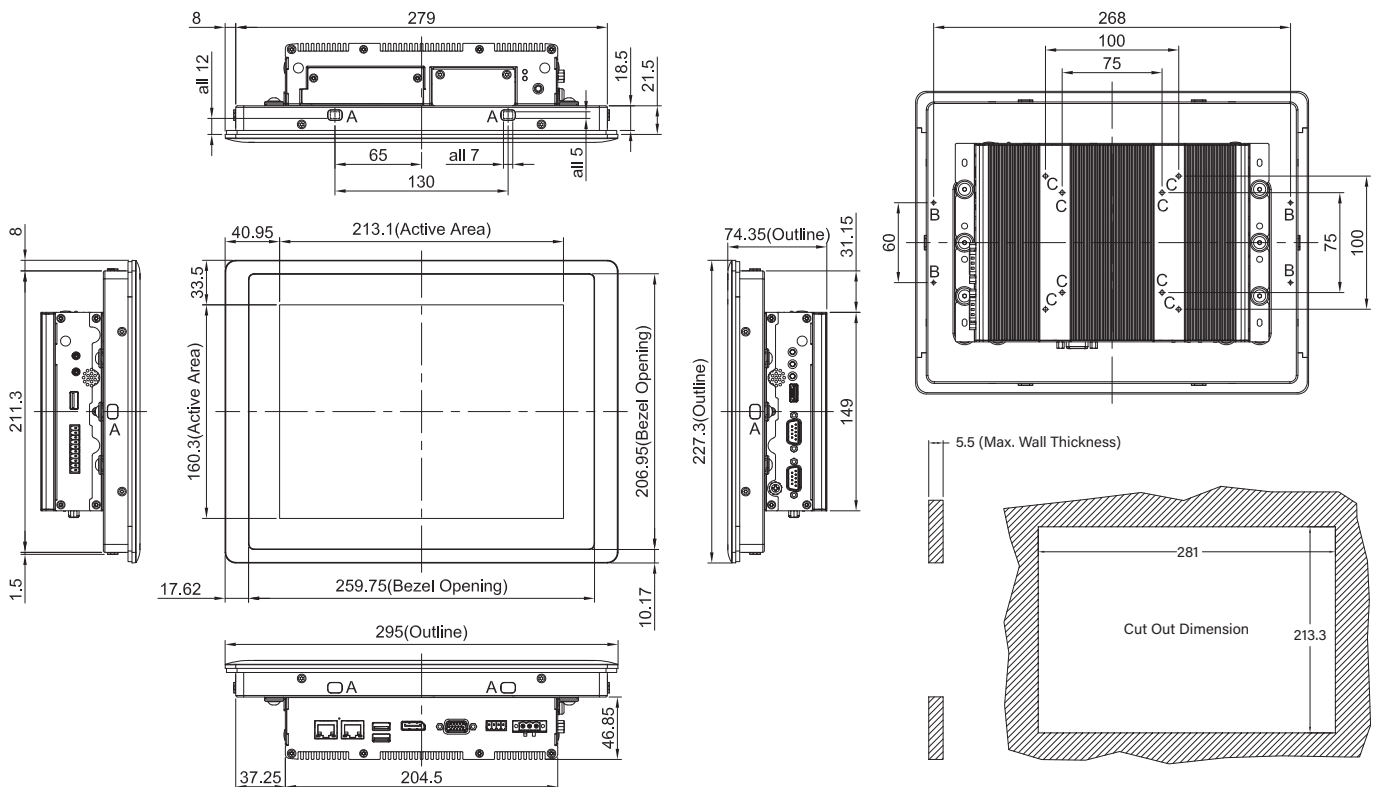 8
279
all 12
18.5
21.5
A
A
65
all 7
all 5
130
268
100
75
C
C
C
C
B
B
60
75
100
B
B
C
C
C
C
8
211.3
1.5
A
40.95
213.1(Active Area)
33.5
160.3(Active Area)
206.95(Bezel Opening)
17.62
259.75(Bezel Opening)
10.17
74.35(Outline)
31.15
227.3(Outline)
149
A
5.5 (Max. Wall Thickness)
281
Cut Out Dimension
213.3
295(Outline)
A
A
46.85
37.25
204.5